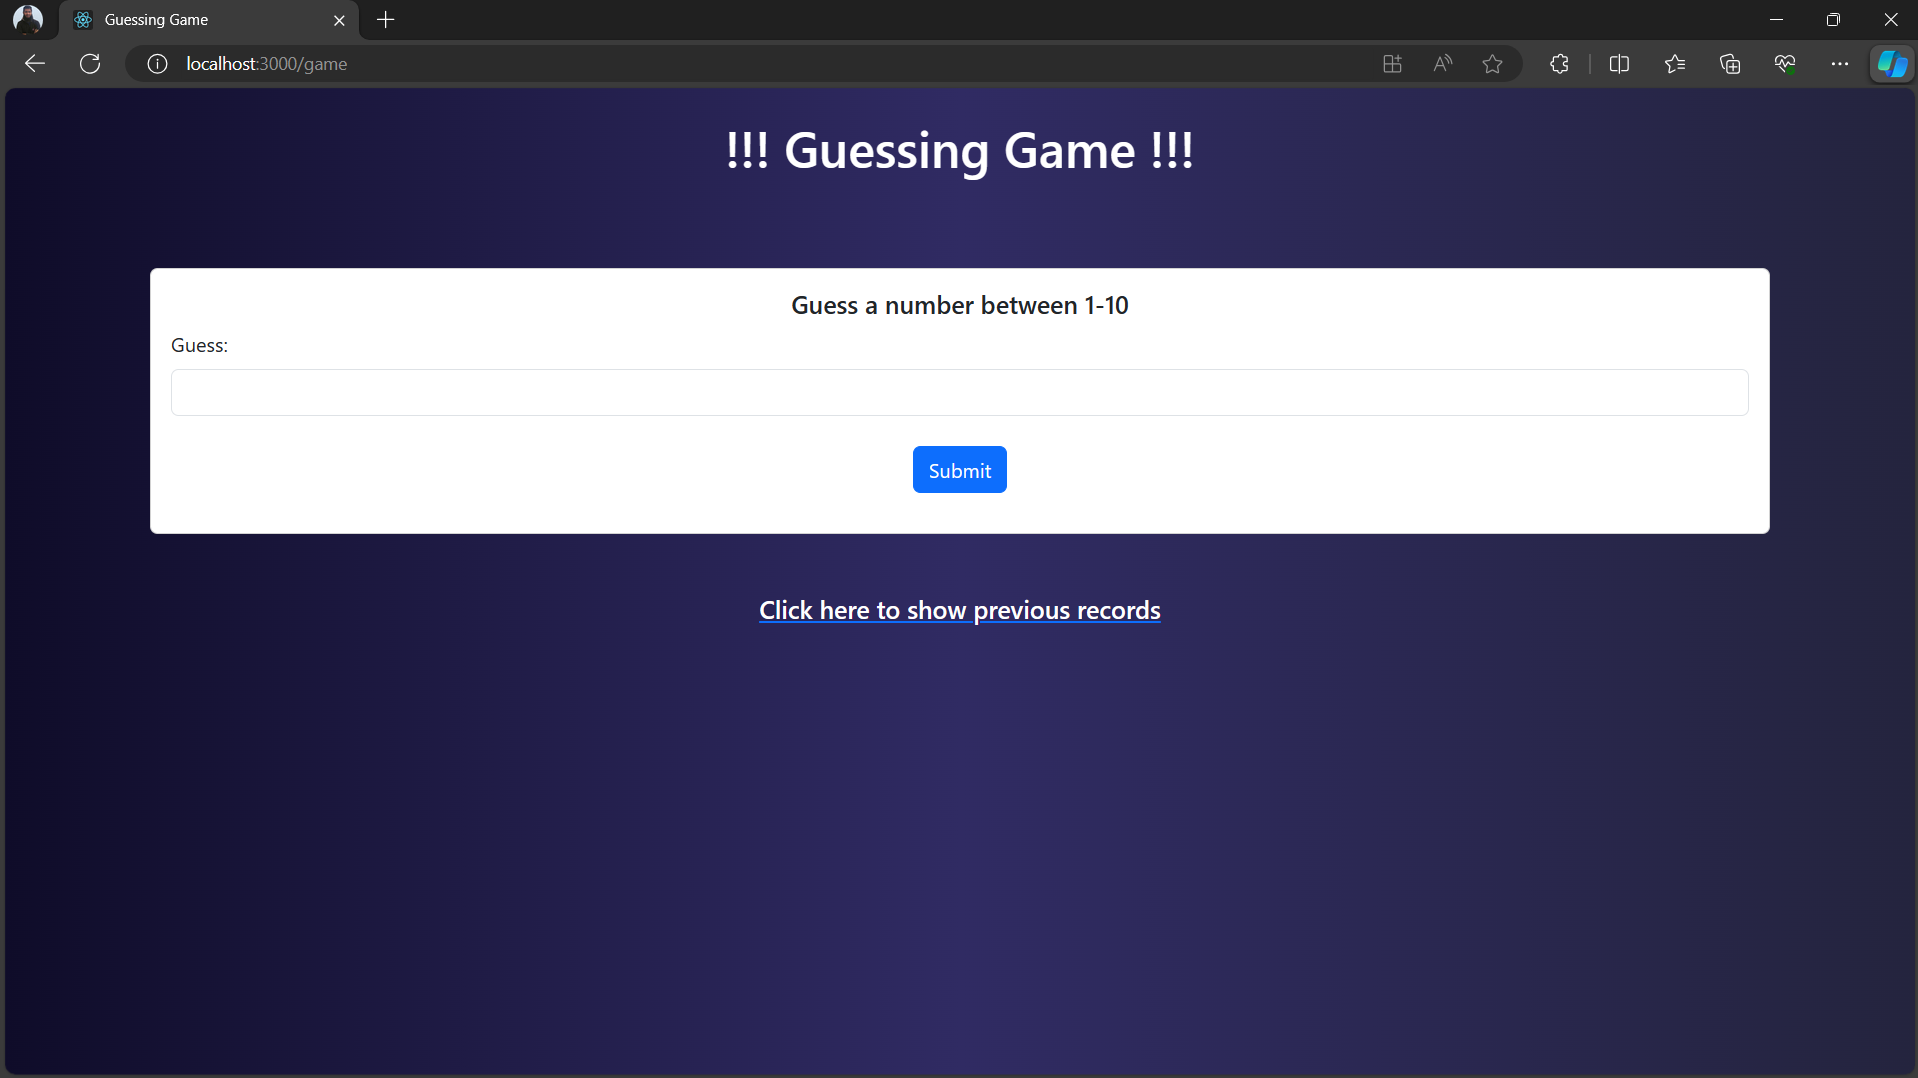 Guessing Game
localhost:3000/game
!!! Guessing Game !!!
Guess a number between 1-10
Guess:
Submit
Click here to show previous records